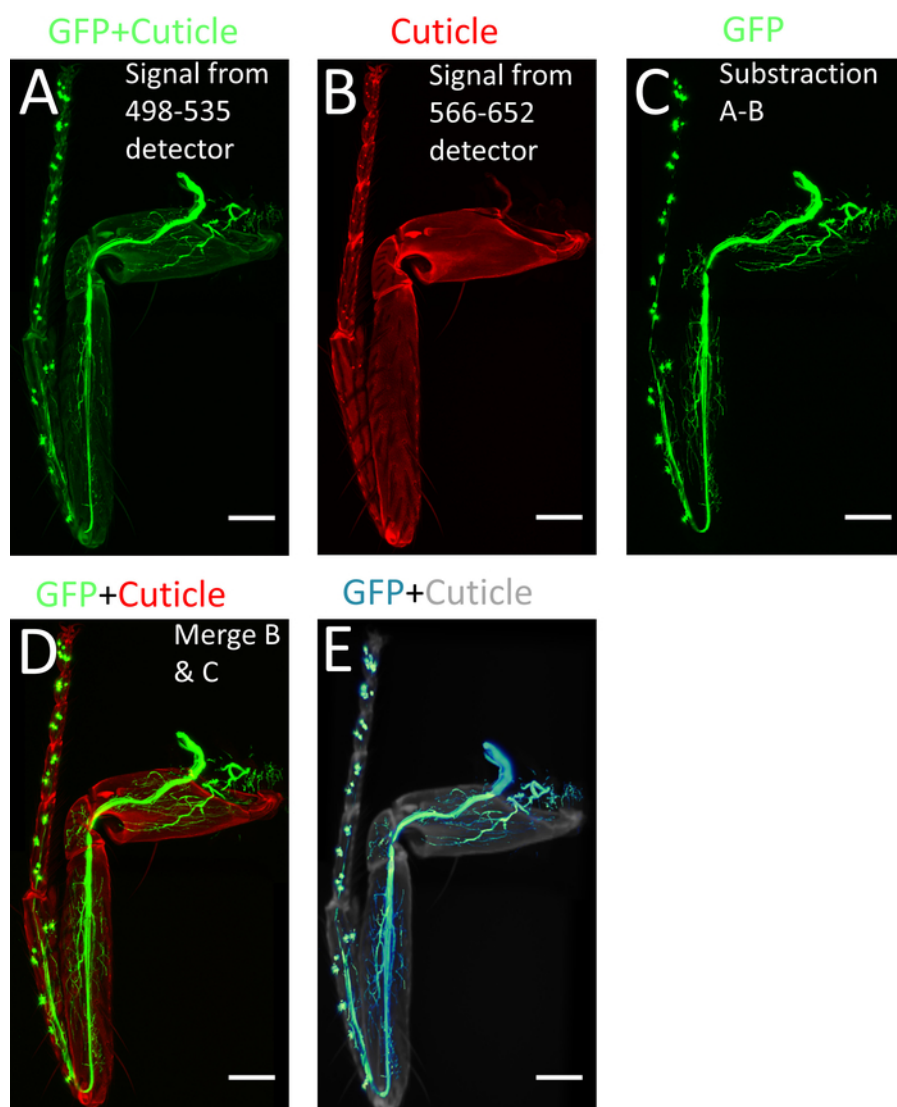 GFP+Cuticle
A
Signal from
498-535
detector
Cuticle
B
Signal from
566-652
detector
GFP
C
Substraction
A-B
GFP+Cuticle
D
Merge B
& C
GFP+Cuticle
E